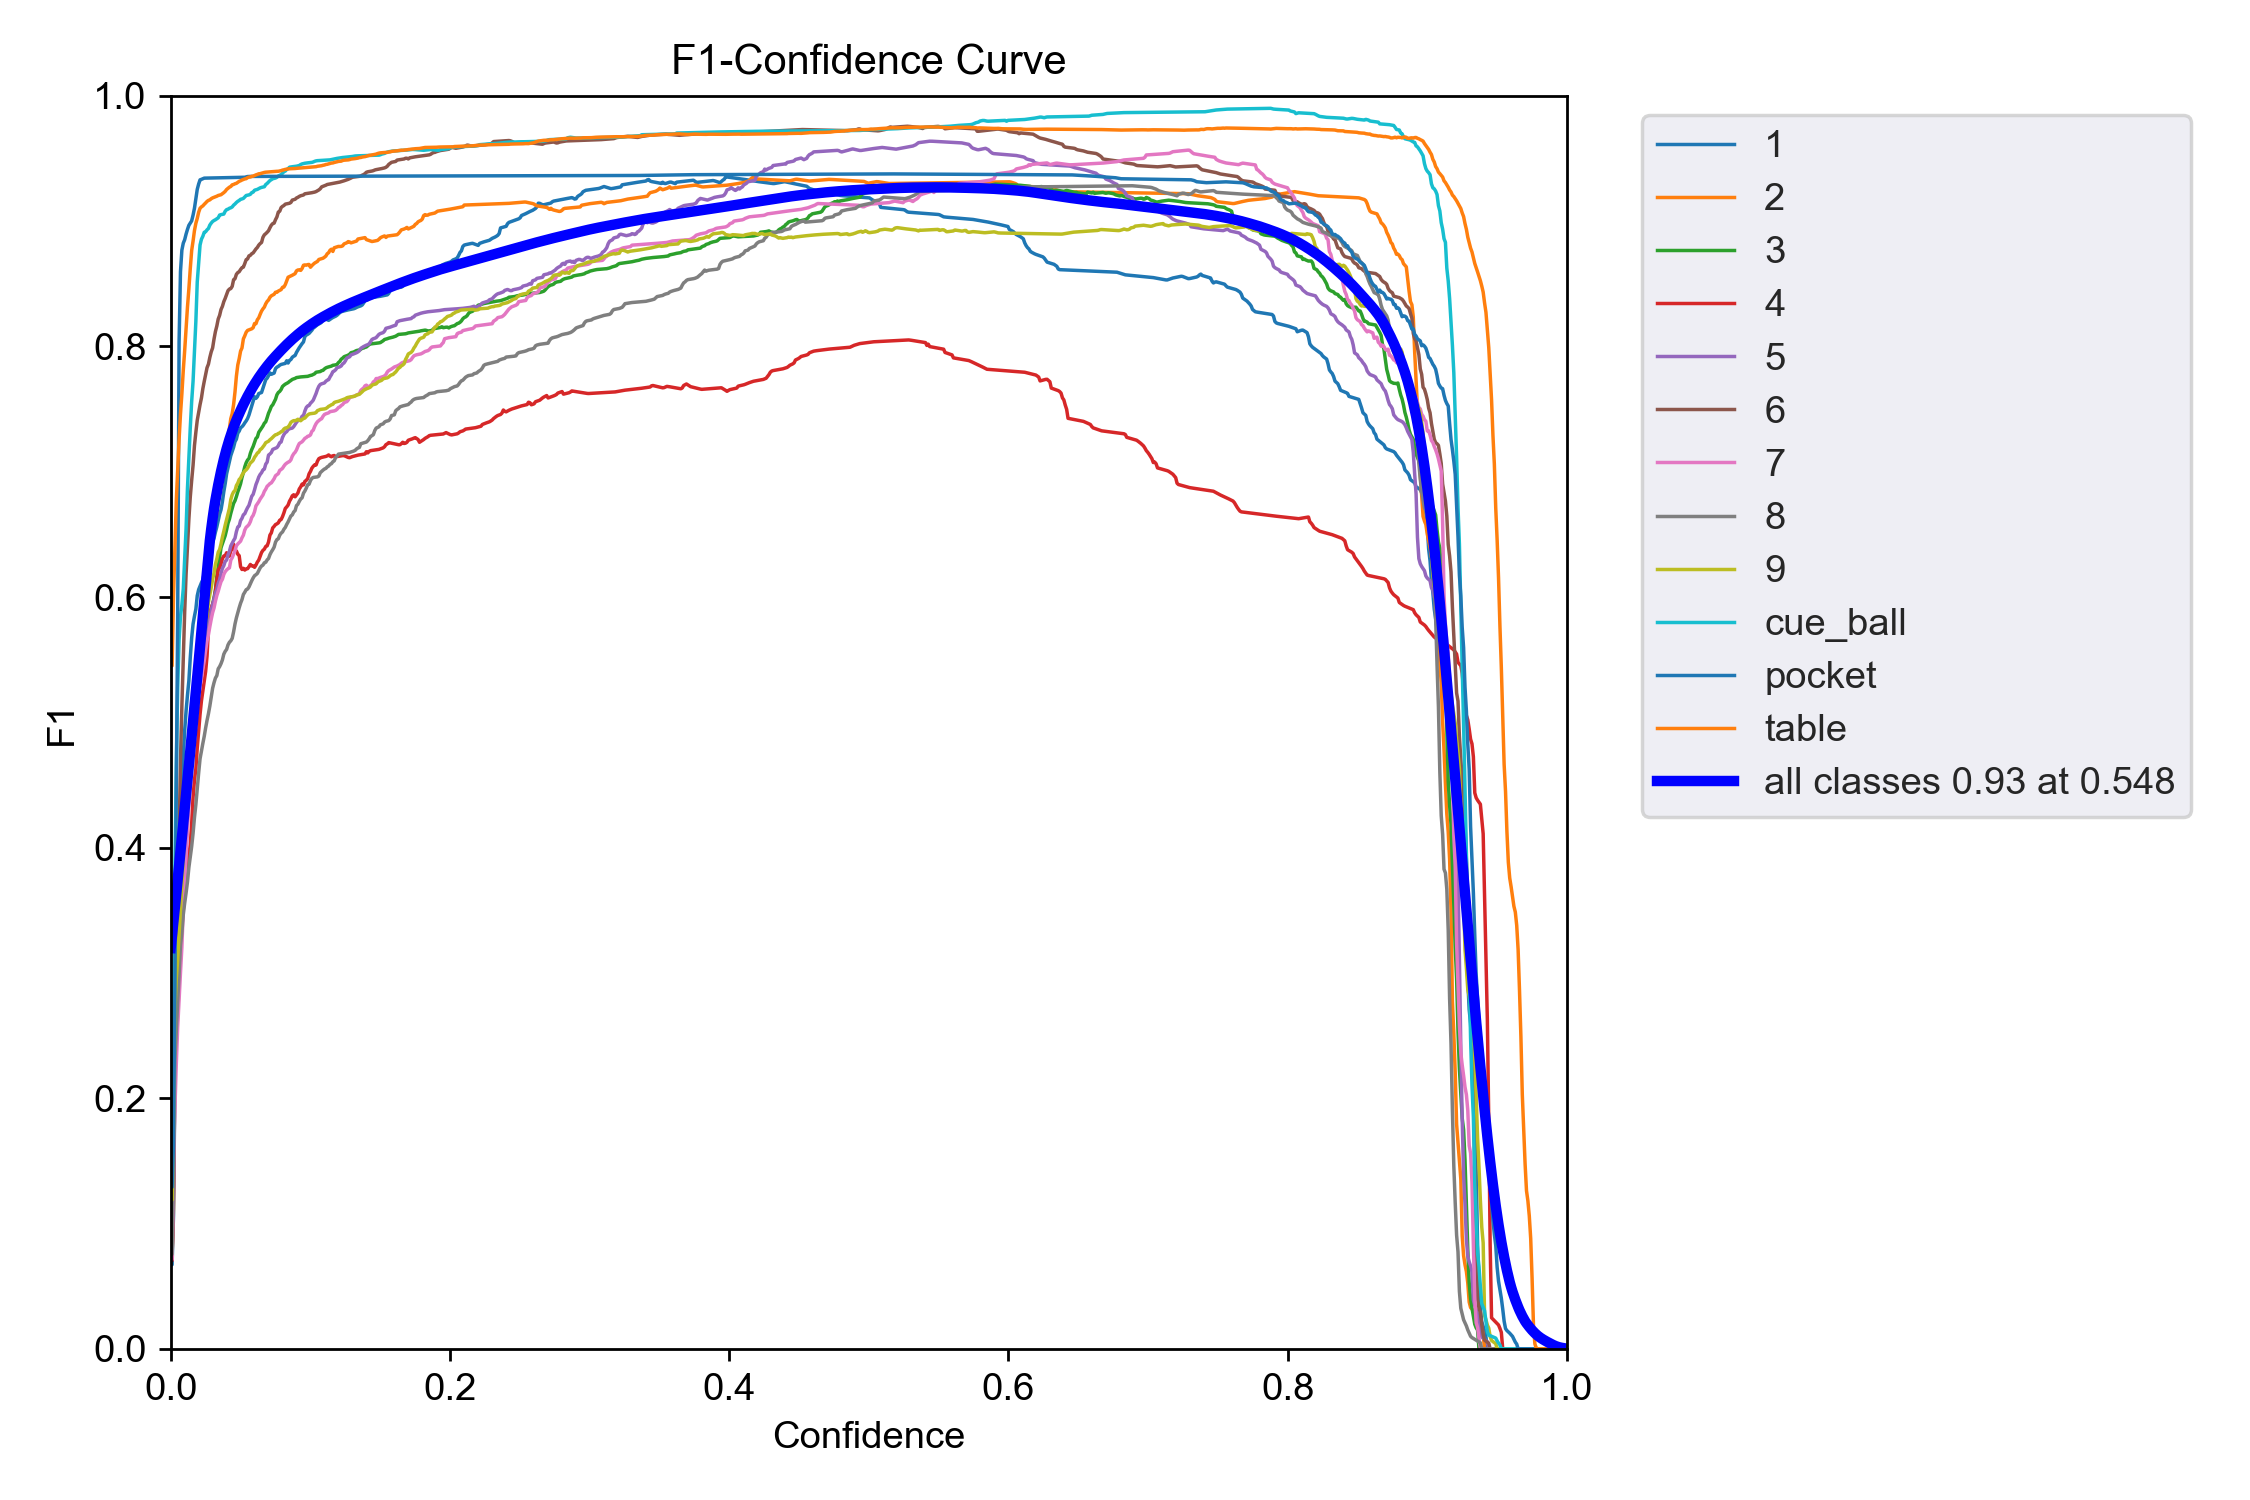 F1-Confidence Curve
1.0
0.8
0.6
0.4
0.2
0.0
F1
0.0 0.2 0.4 0.6 0.8 1.0
Confidence
1
2
3
4
5
6
7
8
9
cue_ball
pocket
table
all classes 0.93 at 0.548